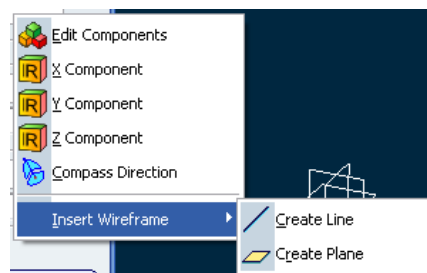 Edit Components
X Component
Y Component
Z Component
Compass Direction
Insert Wireframe
Create Line
Create Plane